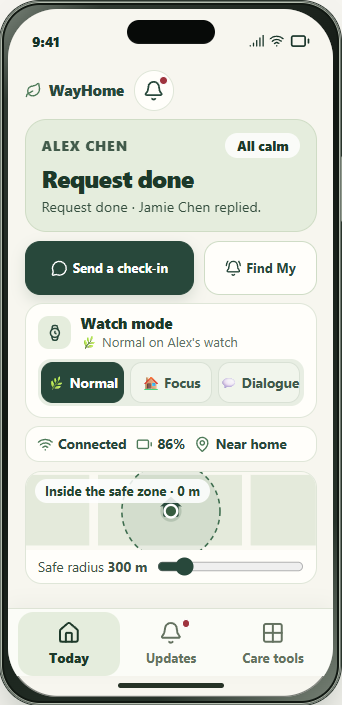 9:41
WayHome
ALEX CHEN
All calm
Request done
Request done · Jamie Chen replied.
Send a check-in
Find My
Watch mode
🌿 Normal on Alex's watch
🌿 Normal
🏠 Focus
💬 Dialogue
Connected
86%
Near home
Inside the safe zone · 0 m
Safe radius 300 m
Today
Updates
Care tools